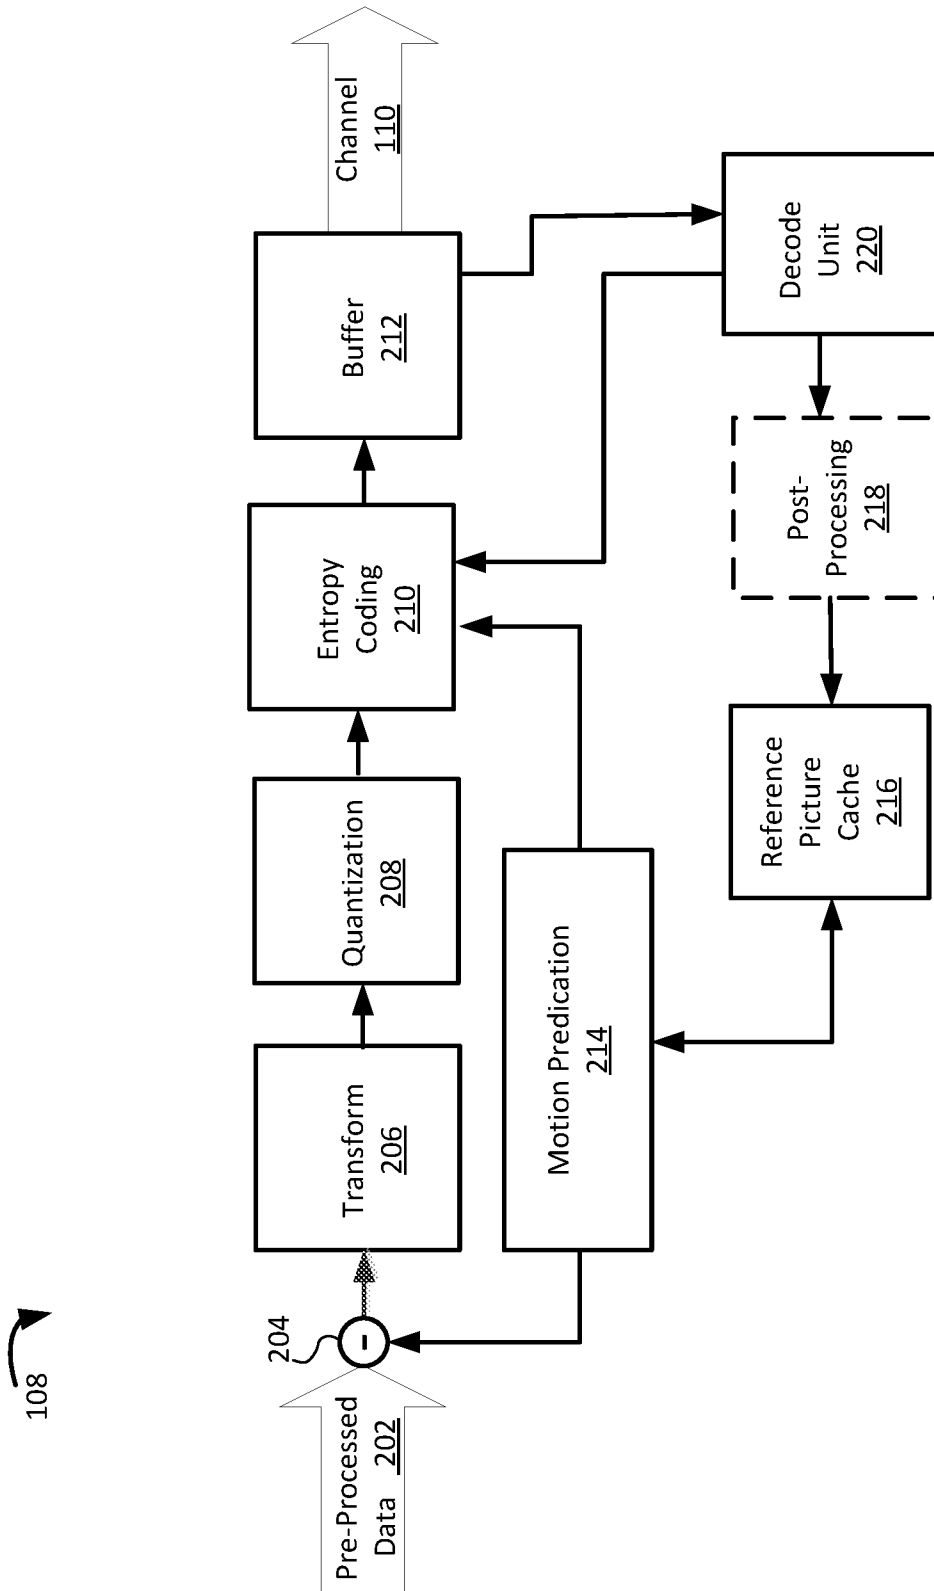 108
Pre-Processed
Data 202
204
Transform
206
Quantization
208
Entropy
Coding
210
Buffer
212
Channel
110
Motion Predication
214
Reference
Picture
Cache
216
Post-
Processing
218
Decode
Unit
220